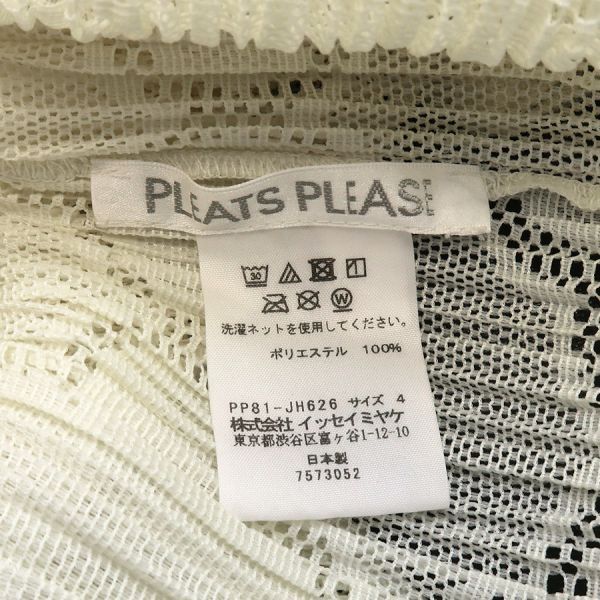 PLEATS PLEASE
30
W
洗濯ネットを使用してください。
ポリエステル 100%
PP81-JH626 サイズ 4
株式会社 イッセイミヤケ
東京都渋谷区富ヶ谷1-12-10
日本製
7573052